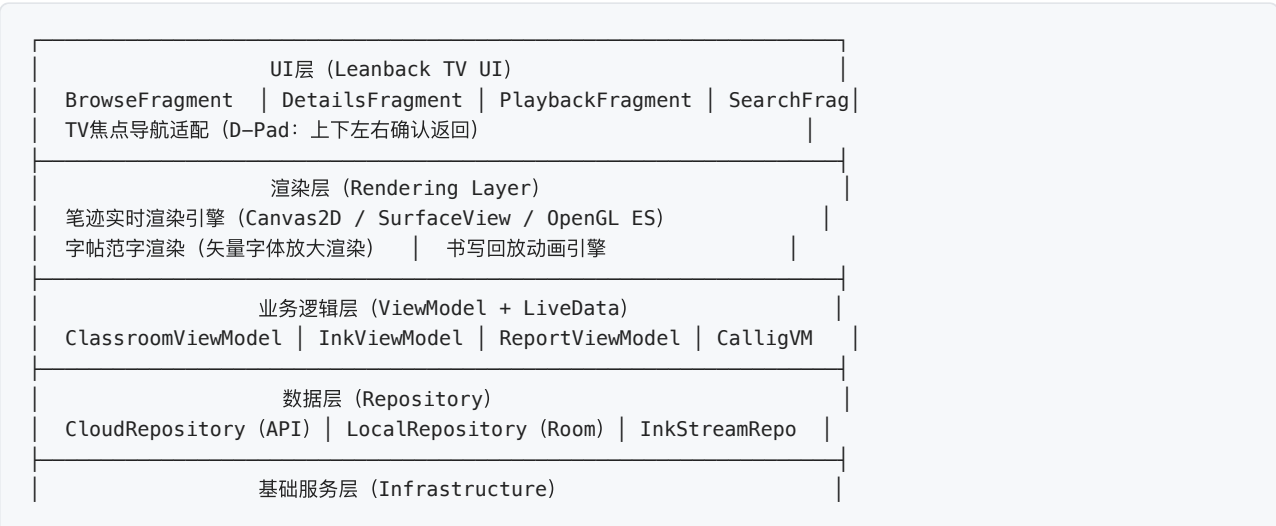 UI层（Leanback TV UI）
BrowseFragment │ DetailsFragment │ PlaybackFragment │ SearchFrag│
TV焦点导航适配（D-Pad：上下左右确认返回）
渲染层（Rendering Layer）
笔迹实时渲染引擎（Canvas2D / SurfaceView / OpenGL ES）
字帖范字渲染（矢量字体放大渲染） │ 书写回放动画引擎
业务逻辑层（ViewModel + LiveData）
ClassroomViewModel │ InkViewModel │ ReportViewModel │ CalligVM
数据层（Repository）
CloudRepository（API）│ LocalRepository（Room）│ InkStreamRepo
基础服务层（Infrastructure）